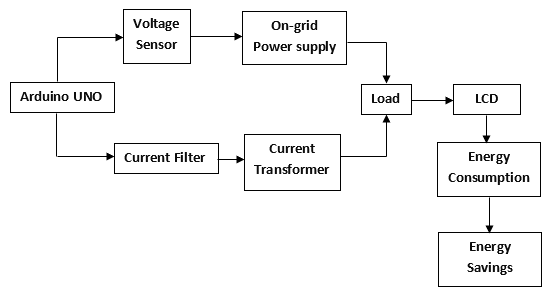 Voltage
Sensor
On-grid
Power supply
Arduino UNO
Load
LCD
Current Filter
Current
Transformer
Energy
Consumption
Energy
Savings